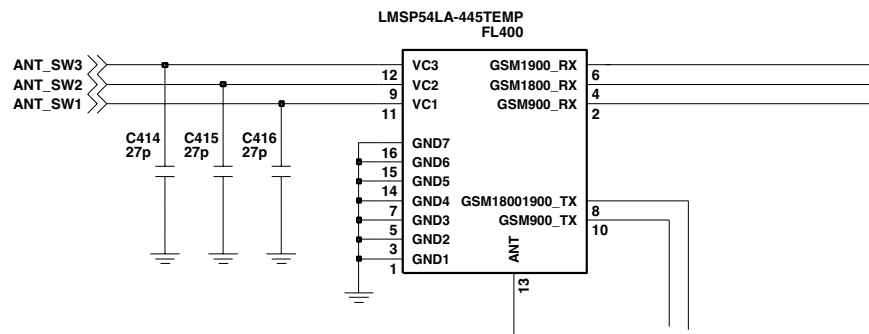 LMSP54LA-445TEMP
FL400
ANT_SW3
ANT_SW2
ANT_SW1
VC3
VC2
VC1
12
9
11
GSM1900_RX
GSM1800_RX
GSM900_RX
6
4
2
C414
27p
C415
27p
C416
27p
GND7
GND6
GND5
GND4
GND3
GND2
GND1
16
15
14
7
5
3
1
GSM18001900_TX
GSM900_TX
8
10
ANT
13